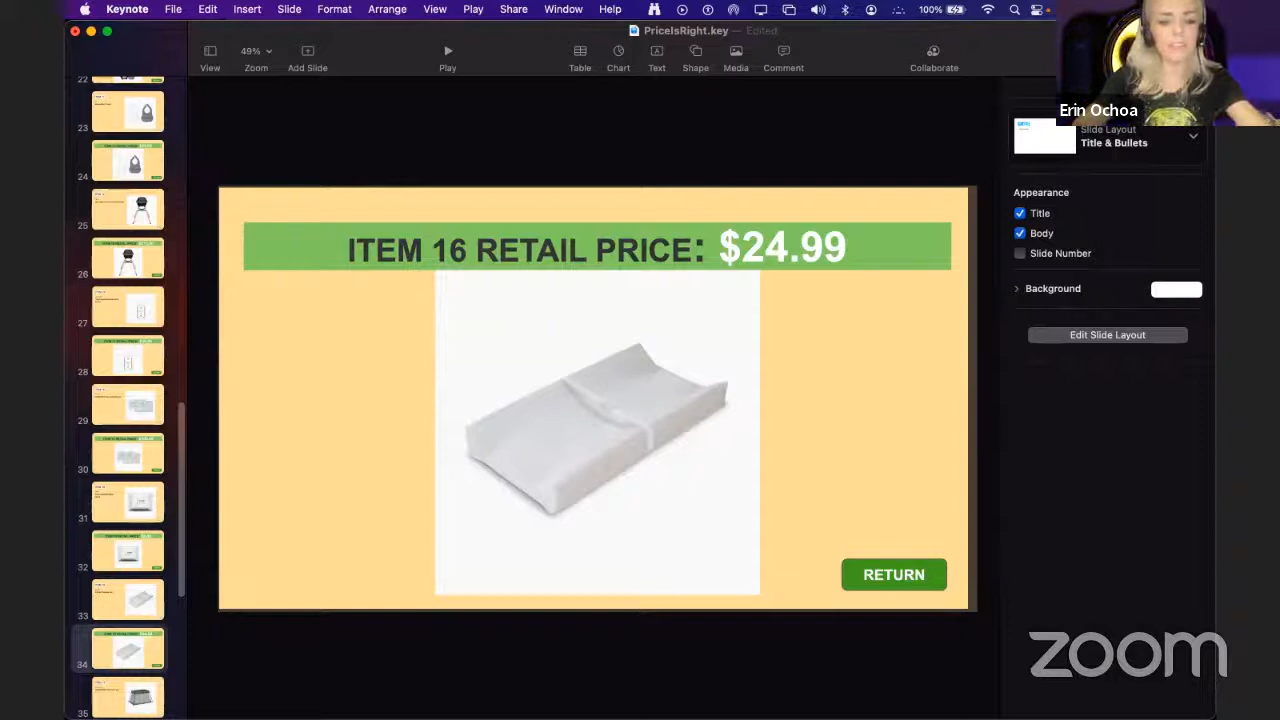 Keynote File Edit Insert Slide Format Arrange View Play Share Window Help 100%
PriceIsRight.key — Edited
49%
View Zoom Add Slide Play Table Chart Text Shape Media Comment Collaborate
Erin Ochoa
22
23
24
25
26
27
28
29
30
31
32
33
34
35
ITEM 16 RETAIL PRICE: $24.99
RETURN
Slide Layout
Title & Bullets
Appearance
Title
Body
Slide Number
Background
Edit Slide Layout
zoom